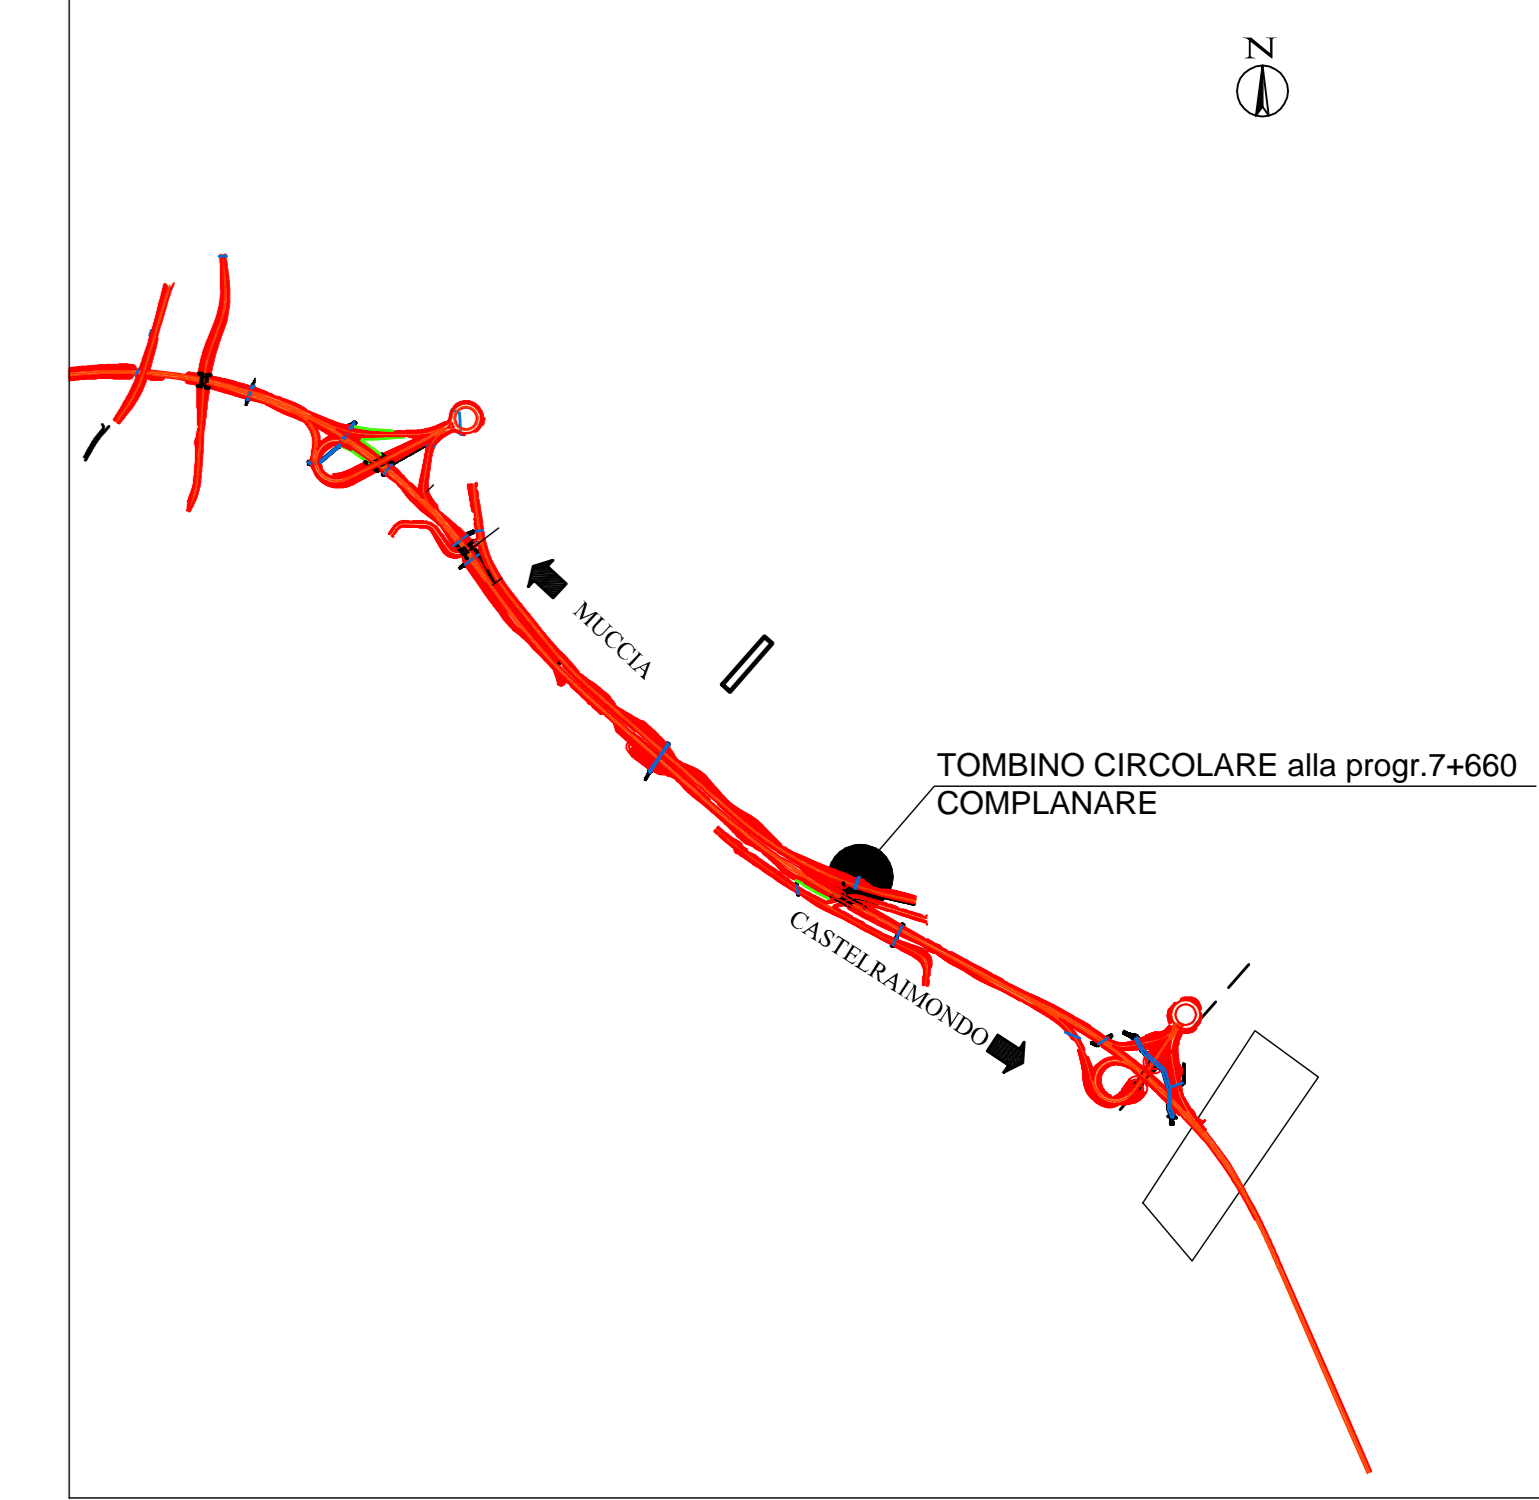 N
MUCCIA
TOMBINO CIRCOLARE alla progr.7+660
COMPLANARE
CASTELRAIMONDO